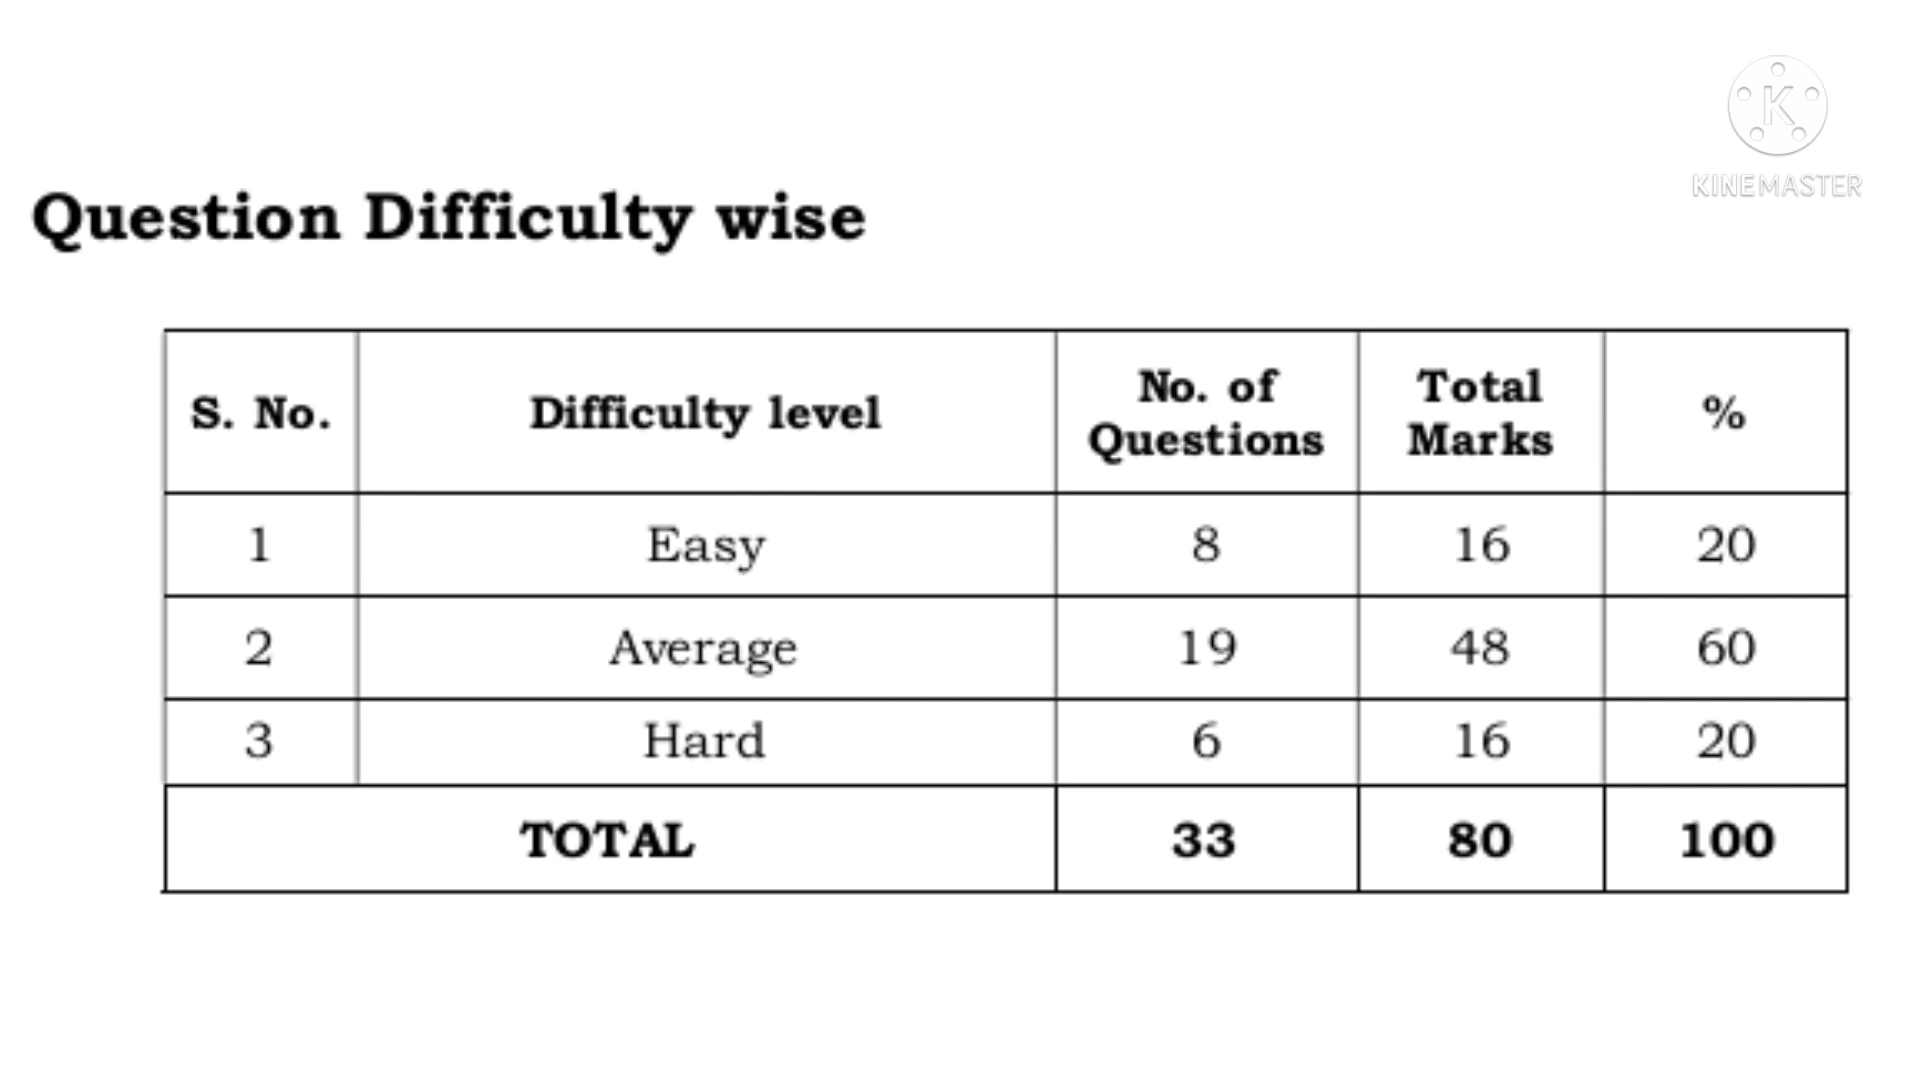 K
KINEMASTER
Question Difficulty wise
S. No. Difficulty level No. of Questions Total Marks %
1 Easy 8 16 20
2 Average 19 48 60
3 Hard 6 16 20
TOTAL 33 80 100